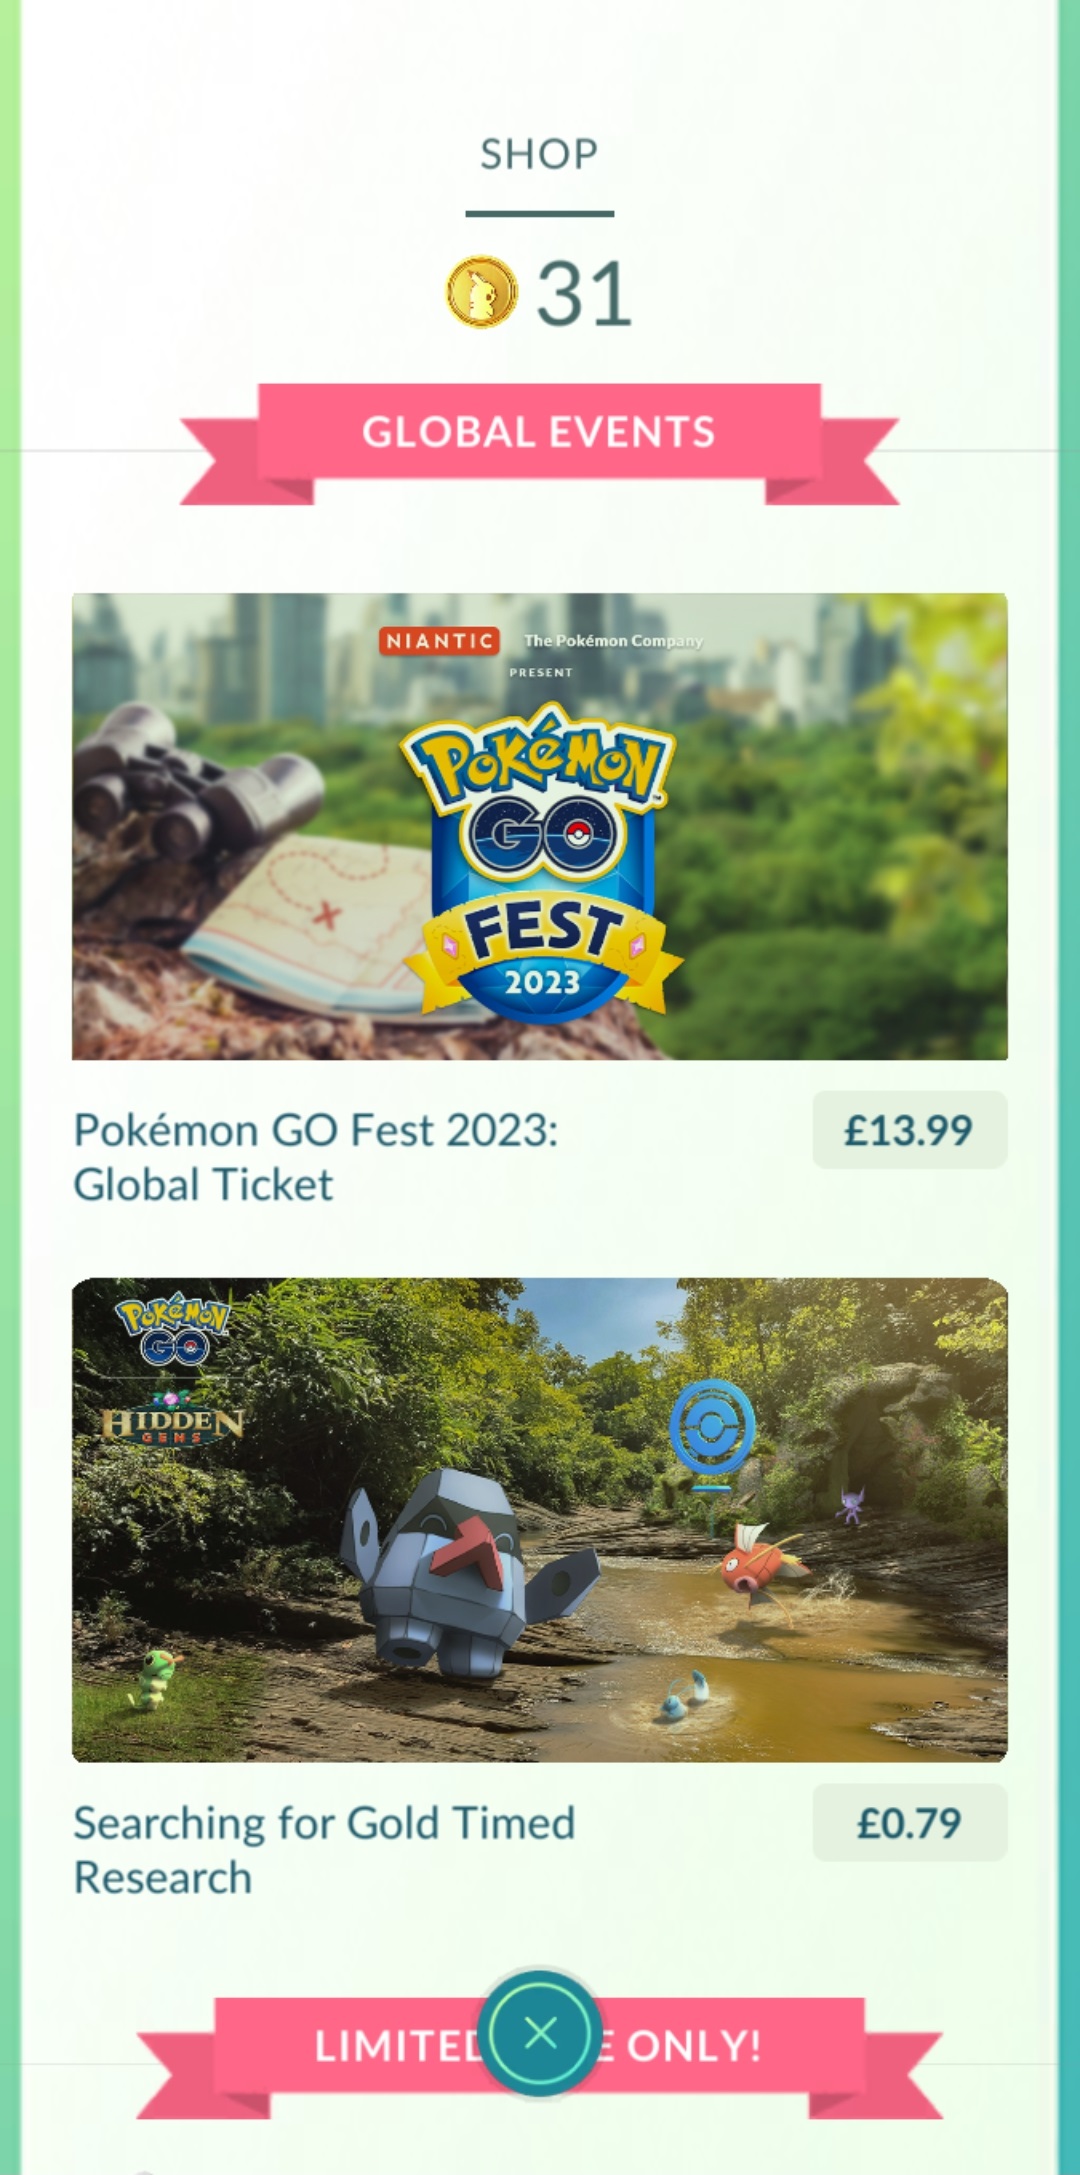 SHOP
31
GLOBAL EVENTS
NIANTIC The Pokémon Company
PRESENT
POKéMON
GO
FEST
2023
Pokémon GO Fest 2023: £13.99
Global Ticket
POKéMON
GO
HIDDEN
GEMS
Searching for Gold Timed £0.79
Research
LIMITED E ONLY!